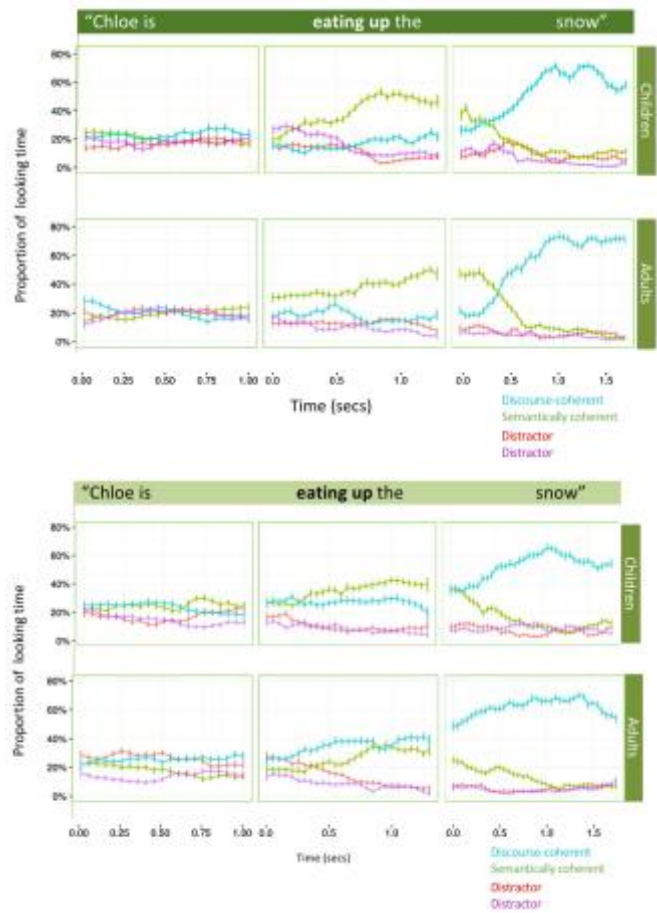 "Chloe is eating up the snow"
80%
60%
40%
20%
0%
Children
80%
60%
40%
20%
0%
Adults
Proportion of looking time
0.00 0.25 0.50 0.75 1.00 0.0 0.5 1.0 0.0 0.5 1.0 1.5
Time (secs)
Discourse-coherent
Semantically coherent
Distractor
Distractor
"Chloe is eating up the snow"
80%
60%
40%
20%
0%
Children
80%
60%
40%
20%
0%
Adults
Proportion of looking time
0.00 0.25 0.50 0.75 1.00 0.0 0.5 1.0 0.0 0.5 1.0 1.5
Time (secs)
Discourse-coherent
Semantically coherent
Distractor
Distractor